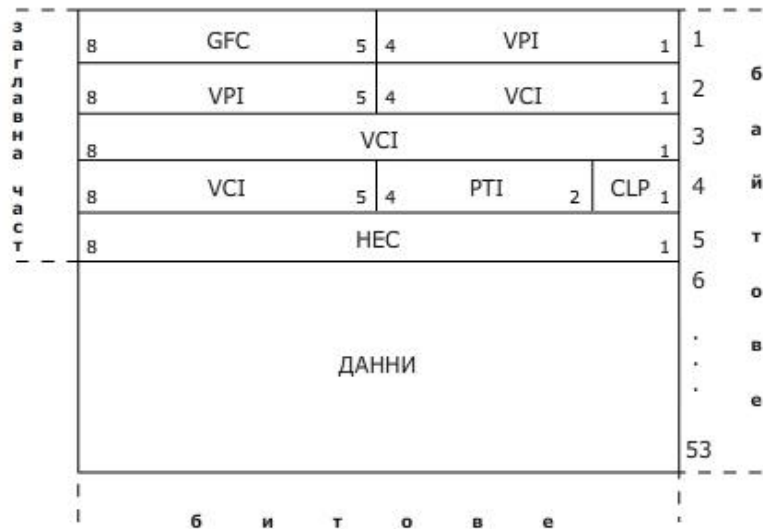 заглавна част
8 GFC 5 4 VPI 1 1
8 VPI 5 4 VCI 1 2
8 VCI 1 3
8 VCI 5 4 PTI 2 CLP 1 4
8 HEC 1 5
6
ДАННИ
.
.
.
53
байтове
битове